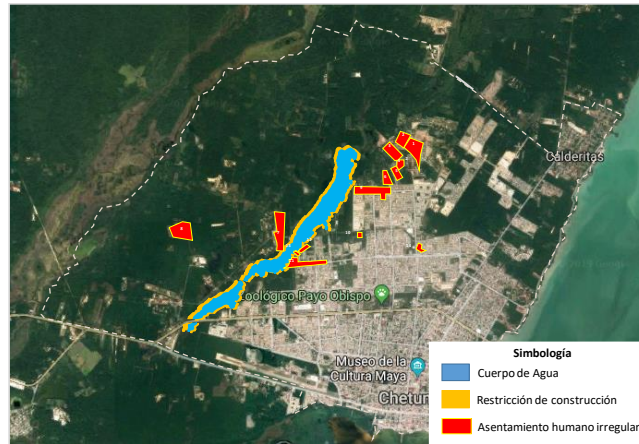 Calderitas
Zoológico Payo Obispo
Museo de la
Cultura Maya
Chetum
Simbología
Cuerpo de Agua
Restricción de construcción
Asentamiento humano irregular